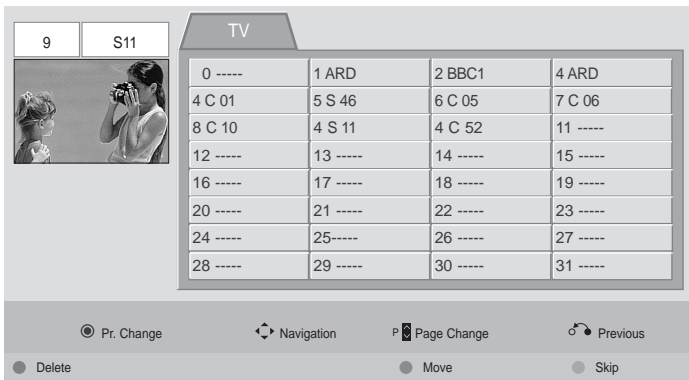 9 S11
TV
0 ----- 1 ARD 2 BBC1 4 ARD
4 C 01 5 S 46 6 C 05 7 C 06
8 C 10 4 S 11 4 C 52 11 -----
12 ----- 13 ----- 14 ----- 15 -----
16 ----- 17 ----- 18 ----- 19 -----
20 ----- 21 ----- 22 ----- 23 -----
24 ----- 25----- 26 ----- 27 -----
28 ----- 29 ----- 30 ----- 31 -----
Pr. Change Navigation P Page Change Previous
Delete Move Skip